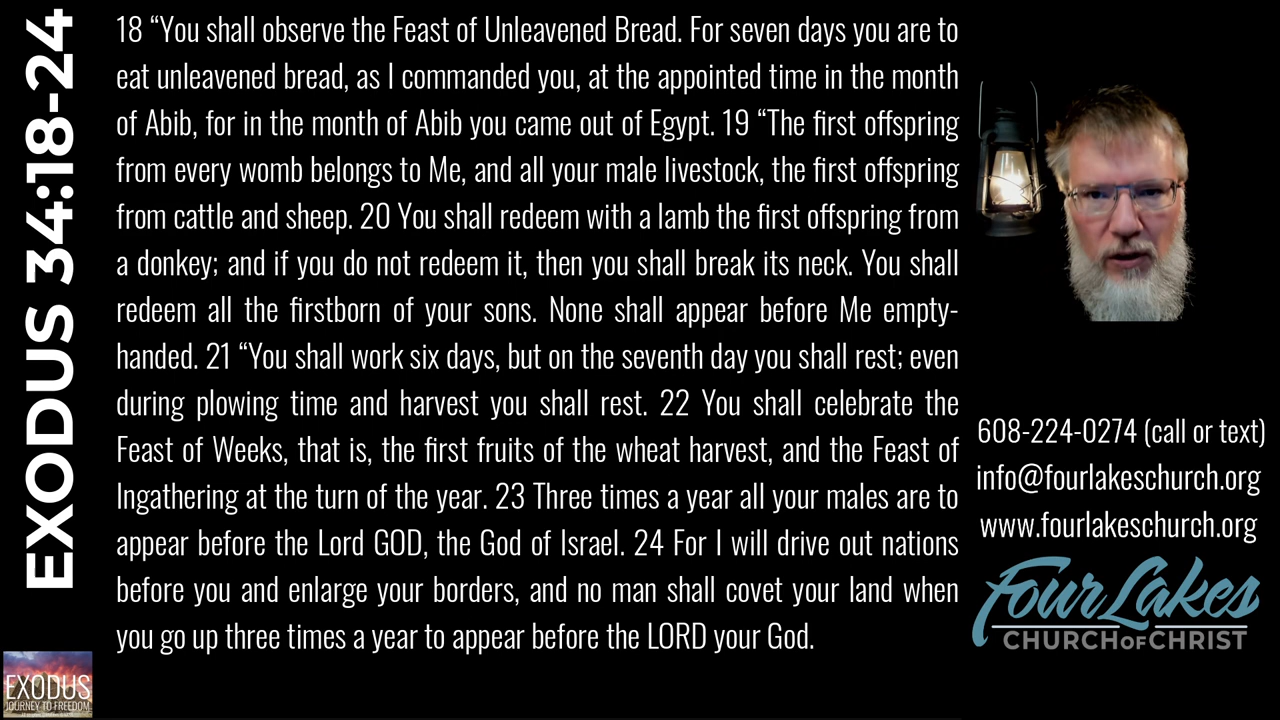 EXODUS 34:18-24
18 “You shall observe the Feast of Unleavened Bread. For seven days you are to
eat unleavened bread, as I commanded you, at the appointed time in the month
of Abib, for in the month of Abib you came out of Egypt. 19 “The first offspring
from every womb belongs to Me, and all your male livestock, the first offspring
from cattle and sheep. 20 You shall redeem with a lamb the first offspring from
a donkey; and if you do not redeem it, then you shall break its neck. You shall
redeem all the firstborn of your sons. None shall appear before Me empty-
handed. 21 “You shall work six days, but on the seventh day you shall rest; even
during plowing time and harvest you shall rest. 22 You shall celebrate the
Feast of Weeks, that is, the first fruits of the wheat harvest, and the Feast of
Ingathering at the turn of the year. 23 Three times a year all your males are to
appear before the Lord GOD, the God of Israel. 24 For I will drive out nations
before you and enlarge your borders, and no man shall covet your land when
you go up three times a year to appear before the LORD your God.
608-224-0274 (call or text)
info@fourlakeschurch.org
www.fourlakeschurch.org
Four Lakes
CHURCH OF CHRIST
EXODUS
JOURNEY TO FREEDOM